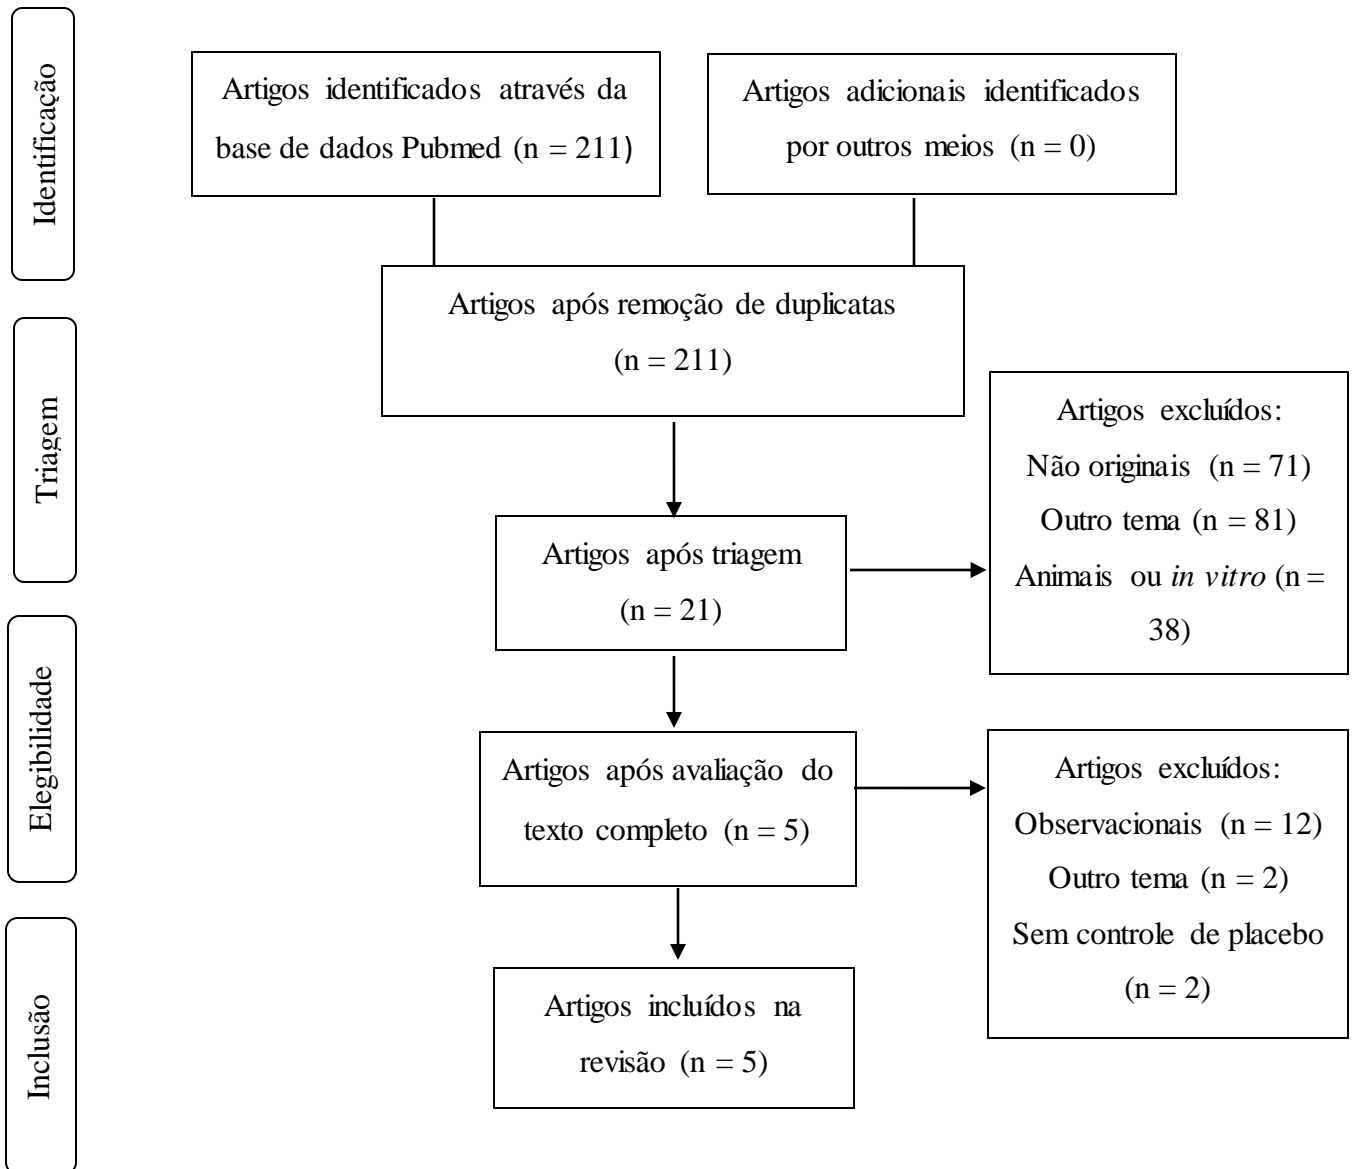 Identificação
Artigos identificados através da
base de dados Pubmed (n = 211)
Artigos adicionais identificados
por outros meios (n = 0)
Artigos após remoção de duplicatas
(n = 211)
Triagem
Artigos excluídos:
Não originais (n = 71)
Outro tema (n = 81)
Animais ou in vitro (n =
38)
Artigos após triagem
(n = 21)
Elegibilidade
Artigos após avaliação do
texto completo (n = 5)
Artigos excluídos:
Observacionais (n = 12)
Outro tema (n = 2)
Sem controle de placebo
(n = 2)
Inclusão
Artigos incluídos na
revisão (n = 5)